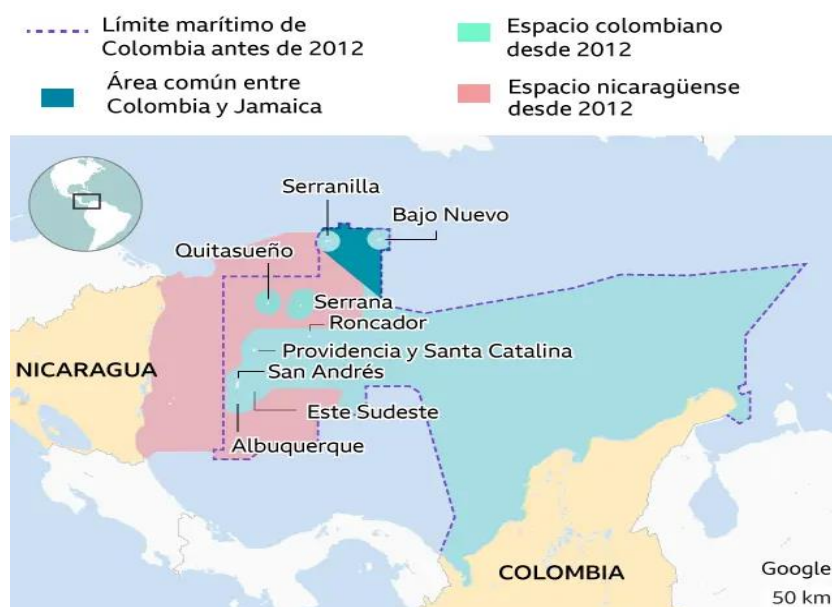 Límite marítimo de
Colombia antes de 2012
Espacio colombiano
desde 2012
Área común entre
Colombia y Jamaica
Espacio nicaragüense
desde 2012
Serranilla
Bajo Nuevo
Quitasueño
Serrana
Roncador
Providencia y Santa Catalina
NICARAGUA
San Andrés
Este Sudeste
Albuquerque
COLOMBIA
Google
50 km